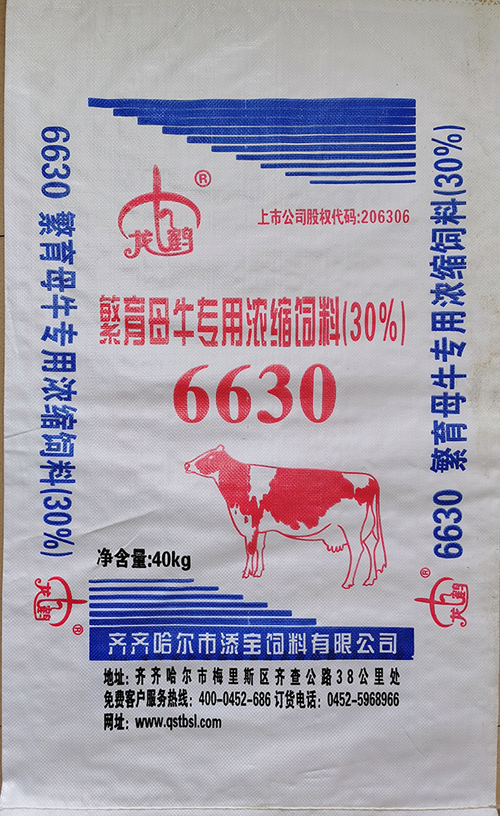 龙鹤
®
上市公司股权代码:206306
繁育母牛专用浓缩饲料(30%)
6630
净含量:40kg
齐齐哈尔市添宝饲料有限公司
地址：齐齐哈尔市梅里斯区齐查公路38公里处
免费客户服务热线：400-0452-686 订货电话：0452-5968966
网址：www.qstbsl.com
6630 繁育母牛专用浓缩饲料(30%)
龙鹤
®
6630 繁育母牛专用浓缩饲料(30%)
龙鹤
®